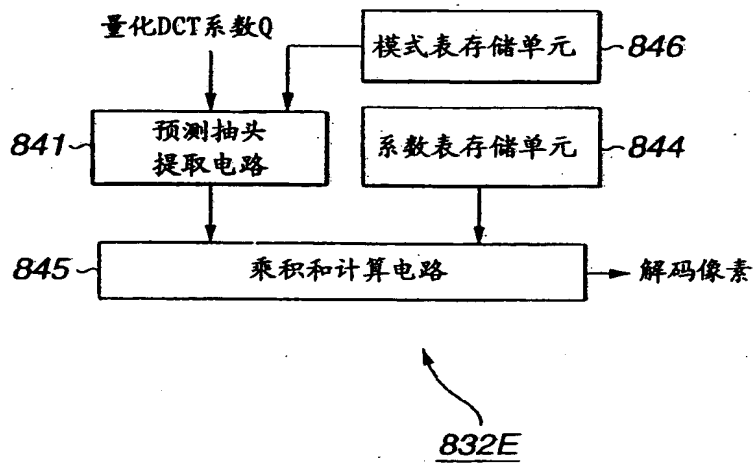 量化DCT系数Q
模式表存储单元
846
841
预测抽头
提取电路
系数表存储单元
844
845
乘积和计算电路
解码像素
832E